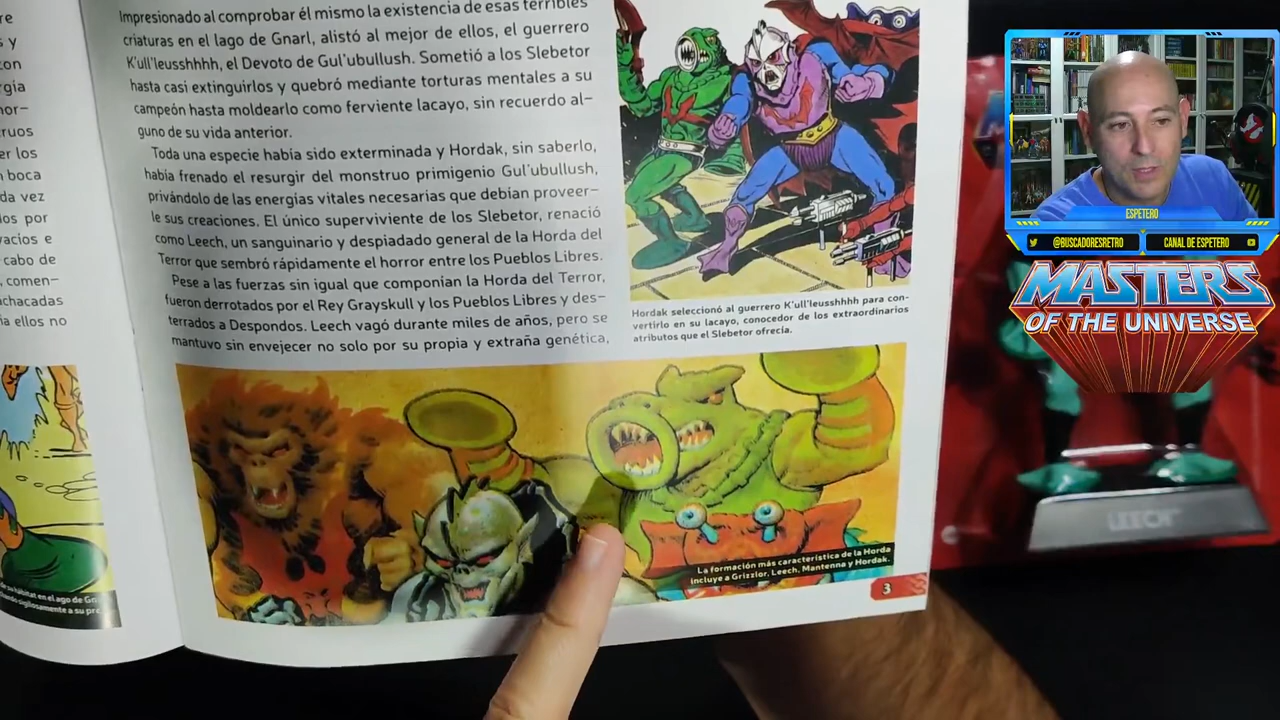 Impresionado al comprobar él mismo la existencia de esas terribles
criaturas en el lago de Gnarl, alistó al mejor de ellos, el guerrero
K'ull'leusshhhh, el Devoto de Gul'ubullush. Sometió a los Slebetor
hasta casi extinguirlos y quebró mediante torturas mentales a su
campeón hasta moldearlo como ferviente lacayo, sin recuerdo al-
guno de su vida anterior.
Toda una especie había sido exterminada y Hordak, sin saberlo,
había frenado el resurgir del monstruo primigenio Gul'ubullush,
privándolo de las energías vitales necesarias que debían proveer-
le sus creaciones. El único superviviente de los Slebetor, renació
como Leech, un sanguinario y despiadado general de la Horda del
Terror que sembró rápidamente el horror entre los Pueblos Libres.
Pese a las fuerzas sin igual que componían la Horda del Terror,
fueron derrotados por el Rey Grayskull y los Pueblos Libres y des-
terrados a Despondos. Leech vagó durante miles de años, pero se
mantuvo sin envejecer no solo por su propia y extraña genética,
Hordak seleccionó al guerrero K'ull'leusshhhh para con-
vertirlo en su lacayo, conocedor de los extraordinarios
atributos que el Slebetor ofrecía.
La formación más característica de la Horda
incluye a Grizzlor, Leech, Mantenna y Hordak.
3
re
s y
con
rgía
nor-
truos
er los
boca
da vez
dos por
vacíos e
cabo de
, comen-
achacadas
ía ellos no
ESPETERO
@BUSCADORESRETRO
CANAL DE ESPETERO
MASTERS
OF THE UNIVERSE
LEECH